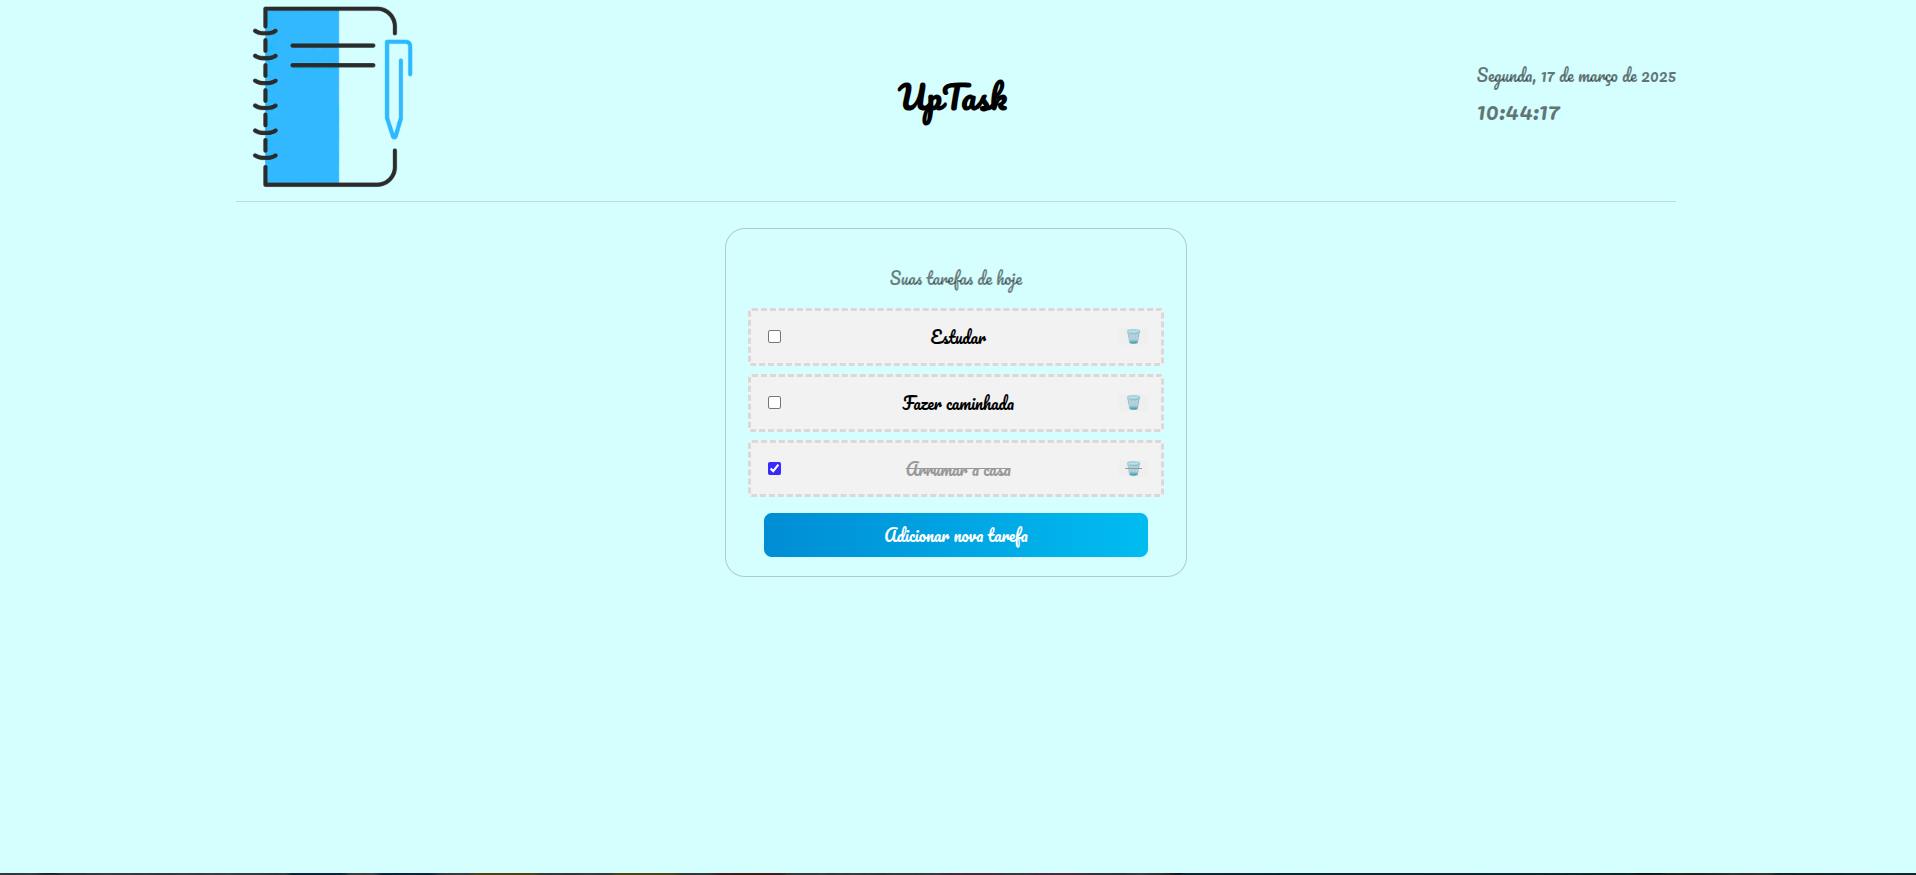 UpTask
Segunda, 17 de março de 2025
10:44:17
Suas tarefas de hoje
Estudar
Fazer caminhada
Arrumar a casa
Adicionar nova tarefa